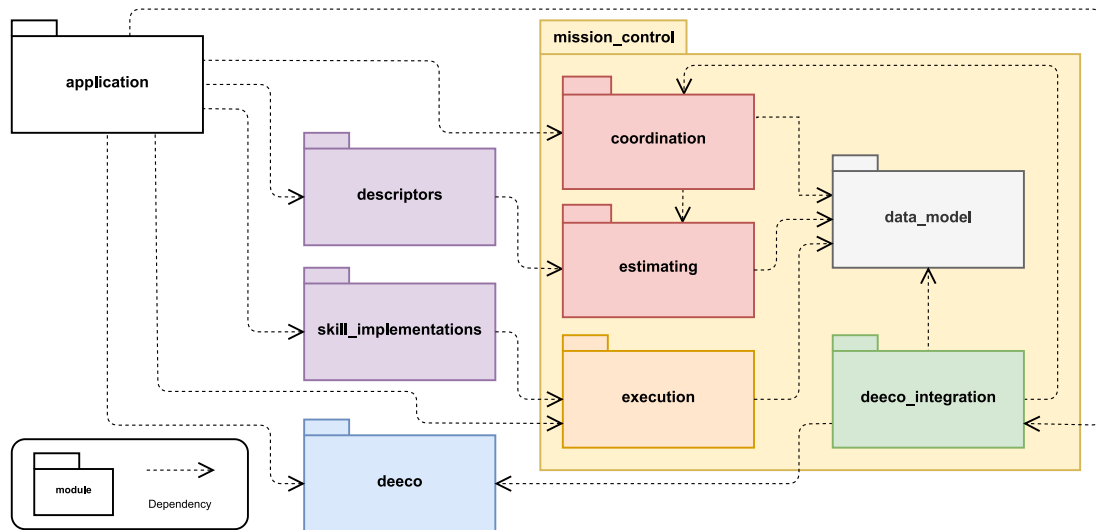 mission_control
application
coordination
descriptors
data_model
estimating
skill_implementations
execution
deeco_integration
deeco
module
Dependency